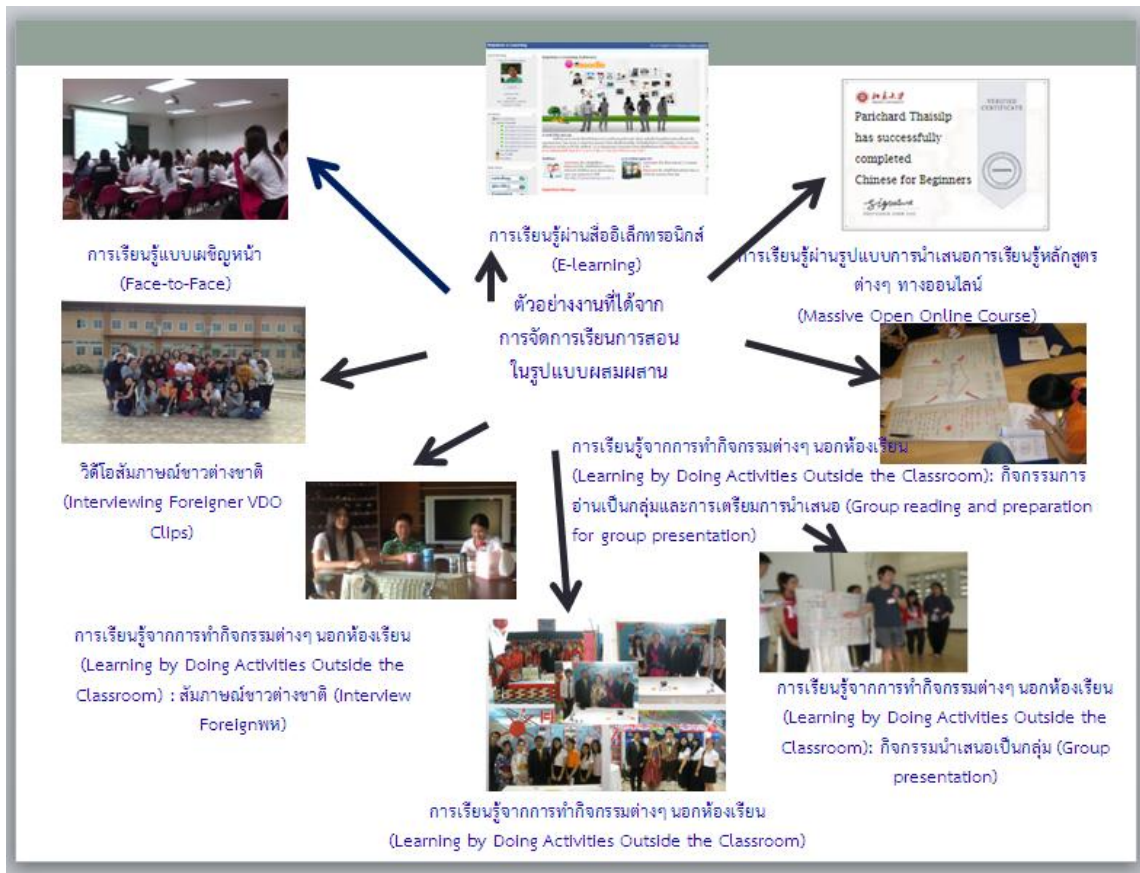 Parichard Thaisilp
has successfully
completed
Chinese for Beginners
VERIFIED
CERTIFICATE
การเรียนรู้แบบเผชิญหน้า
(Face-to-Face)
การเรียนรู้ผ่านสื่ออิเล็กทรอนิกส์
(E-learning)
การเรียนรู้ผ่านรูปแบบการนำเสนอการเรียนรู้หลักสูตร
ต่างๆ ทางออนไลน์
(Massive Open Online Course)
ตัวอย่างงานที่ได้จาก
การจัดการเรียนการสอน
ในรูปแบบผสมผสาน
วิดีโอสัมภาษณ์ชาวต่างชาติ
(Interviewing Foreigner VDO
Clips)
การเรียนรู้จากการทำกิจกรรมต่างๆ นอกห้องเรียน
(Learning by Doing Activities Outside the Classroom): กิจกรรมการ
อ่านเป็นกลุ่มและการเตรียมการนำเสนอ (Group reading and preparation
for group presentation)
การเรียนรู้จากการทำกิจกรรมต่างๆ นอกห้องเรียน
(Learning by Doing Activities Outside the
Classroom) : สัมภาษณ์ชาวต่างชาติ (Interview
Foreignพห)
การเรียนรู้จากการทำกิจกรรมต่างๆ นอกห้องเรียน
(Learning by Doing Activities Outside the
Classroom): กิจกรรมนำเสนอเป็นกลุ่ม (Group
presentation)
การเรียนรู้จากการทำกิจกรรมต่างๆ นอกห้องเรียน
(Learning by Doing Activities Outside the Classroom)